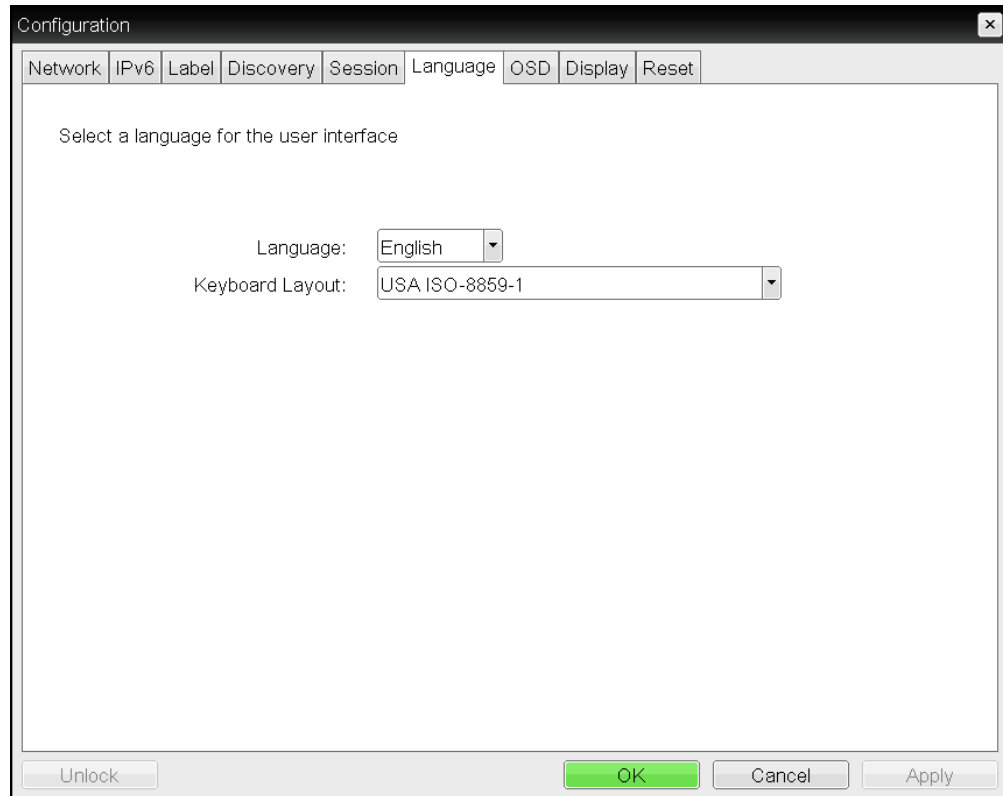 Configuration
Network IPv6 Label Discovery Session Language OSD Display Reset
Select a language for the user interface
Language: English
Keyboard Layout: USA ISO-8859-1
Unlock OK Cancel Apply